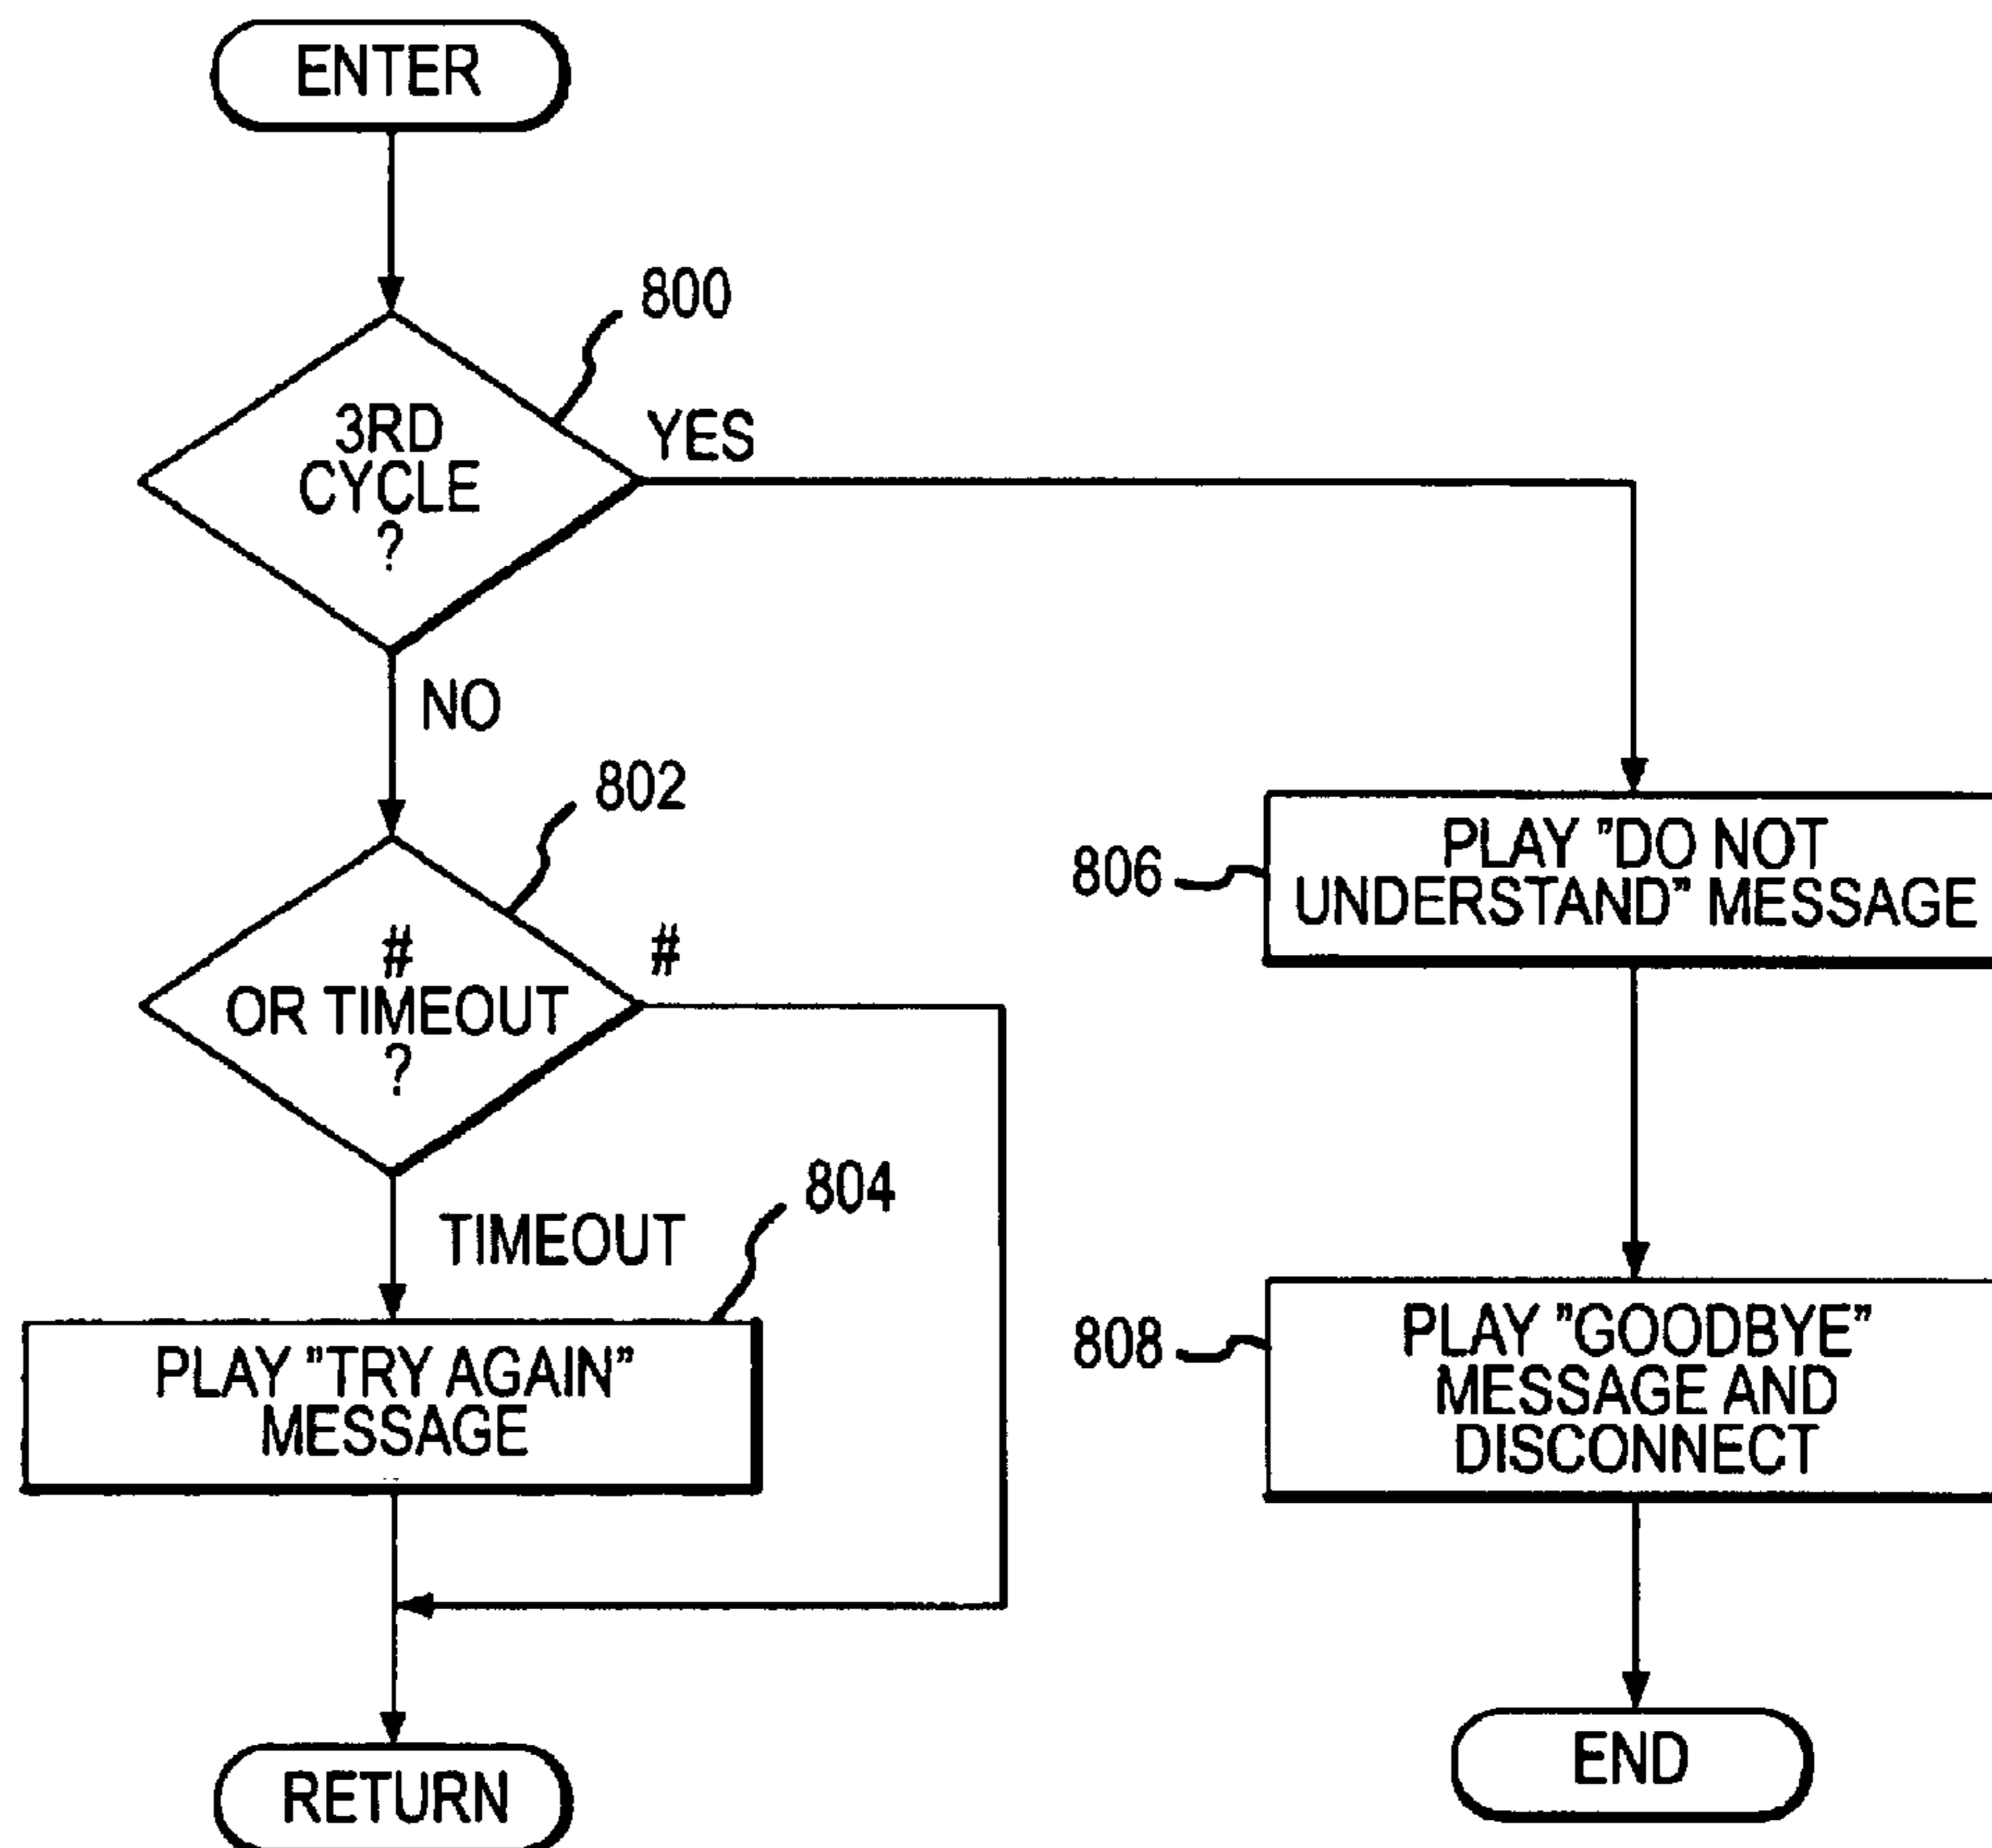 ENTER
800
3RD
CYCLE
?
YES
NO
802
#
OR TIMEOUT
?
#
TIMEOUT
804
PLAY "TRY AGAIN"
MESSAGE
RETURN
806
PLAY "DO NOT
UNDERSTAND" MESSAGE
808
PLAY "GOODBYE"
MESSAGE AND
DISCONNECT
END